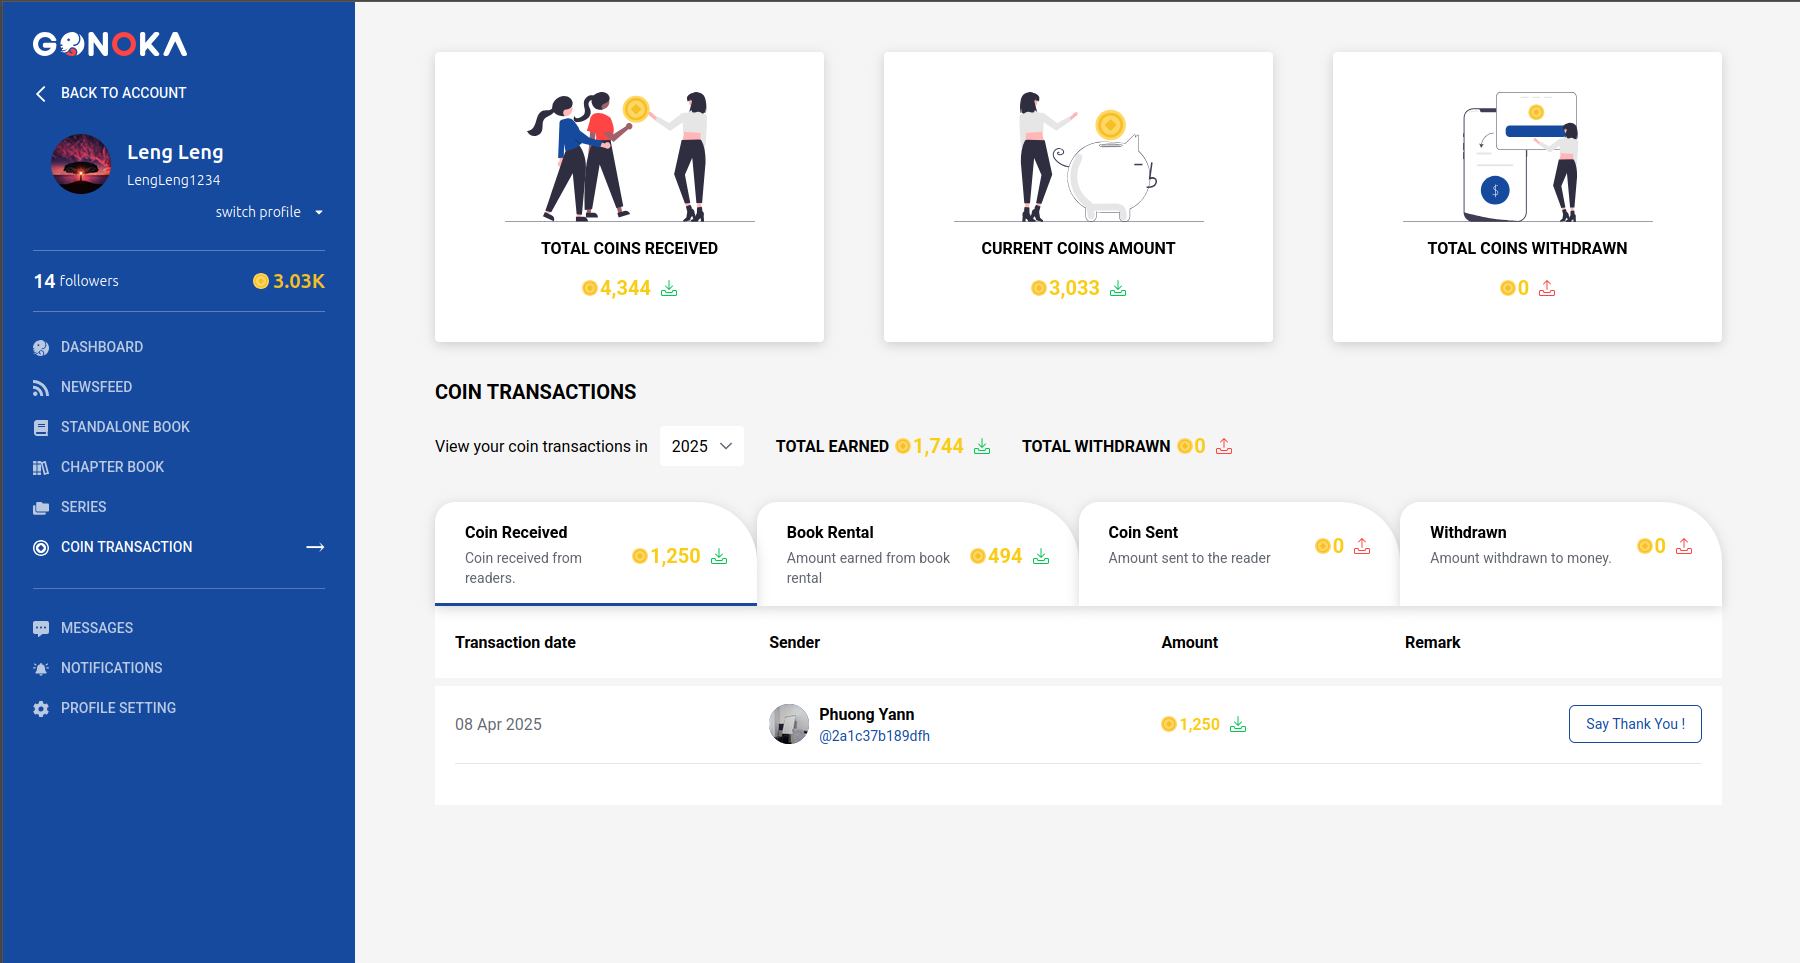 GONOKA
BACK TO ACCOUNT
Leng Leng
LengLeng1234
switch profile
14 followers
3.03K
DASHBOARD
NEWSFEED
STANDALONE BOOK
CHAPTER BOOK
SERIES
COIN TRANSACTION
MESSAGES
NOTIFICATIONS
PROFILE SETTING
TOTAL COINS RECEIVED
4,344
CURRENT COINS AMOUNT
3,033
$
TOTAL COINS WITHDRAWN
0
COIN TRANSACTIONS
View your coin transactions in 2025
TOTAL EARNED 1,744
TOTAL WITHDRAWN 0
Coin Received
Coin received from
readers.
1,250
Book Rental
Amount earned from book
rental
494
Coin Sent
Amount sent to the reader
0
Withdrawn
Amount withdrawn to money.
0
Transaction date Sender Amount Remark
08 Apr 2025
Phuong Yann
@2a1c37b189dfh
1,250
Say Thank You !